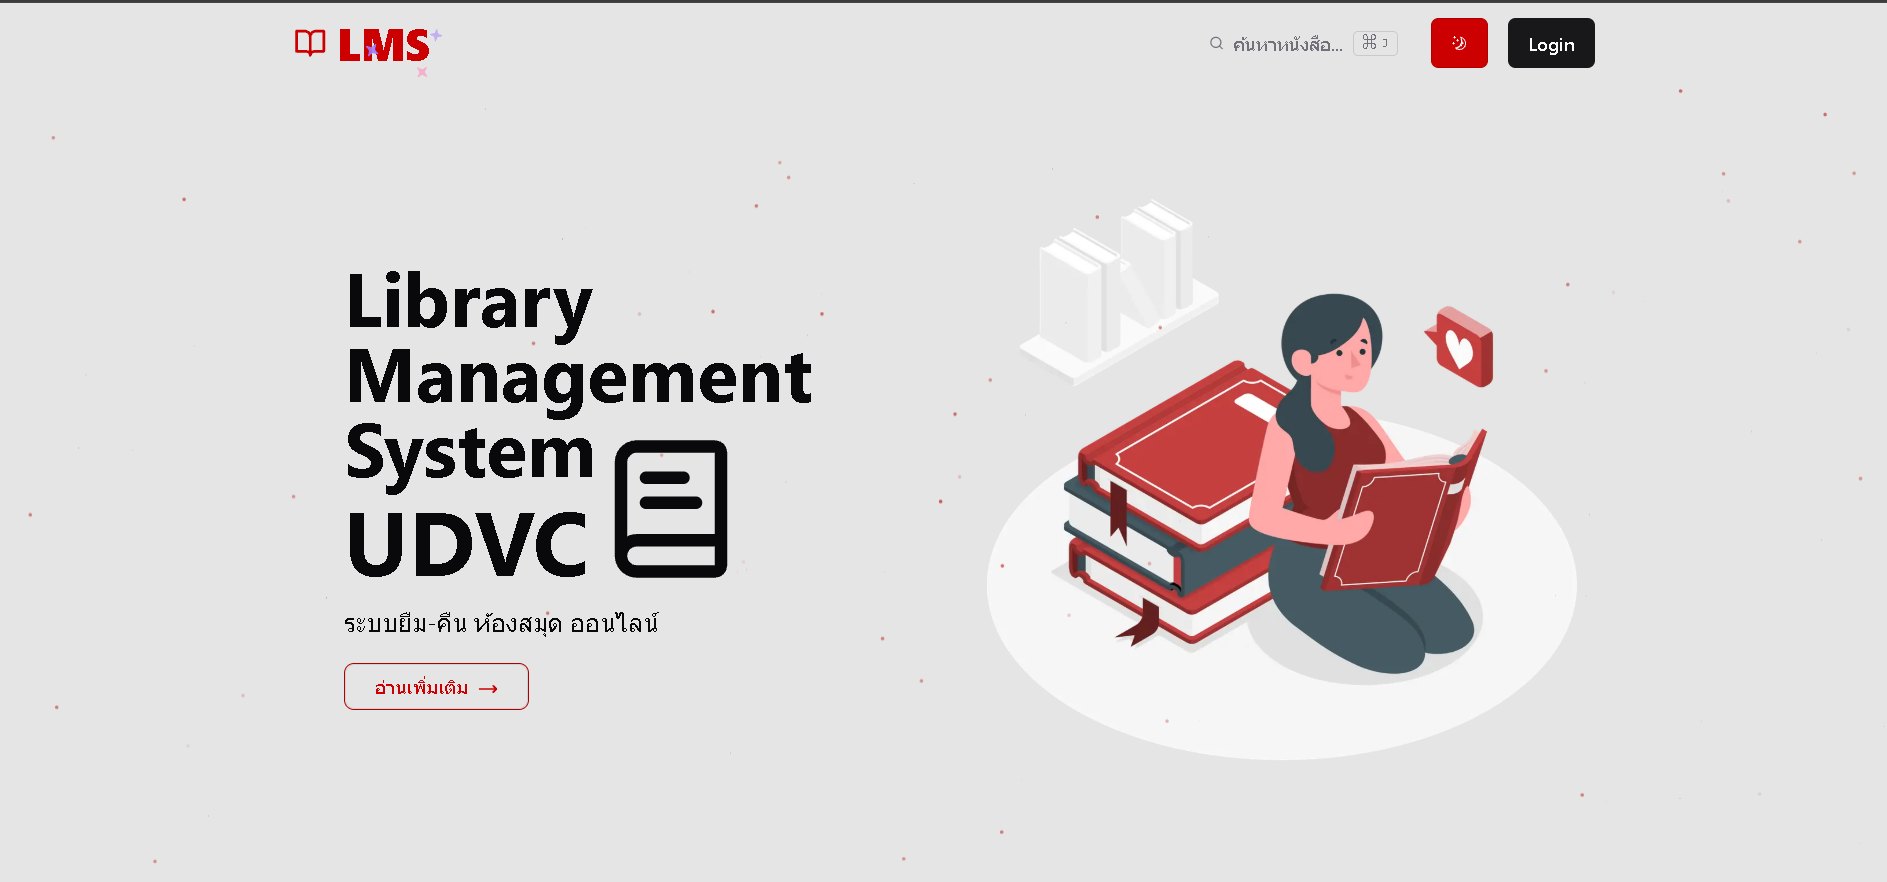 LMS
ค้นหาหนังสือ... ⌘ J
Login
Library
Management
System
UDVC
ระบบยืม-คืน ห้องสมุด ออนไลน์
อ่านเพิ่มเติม →